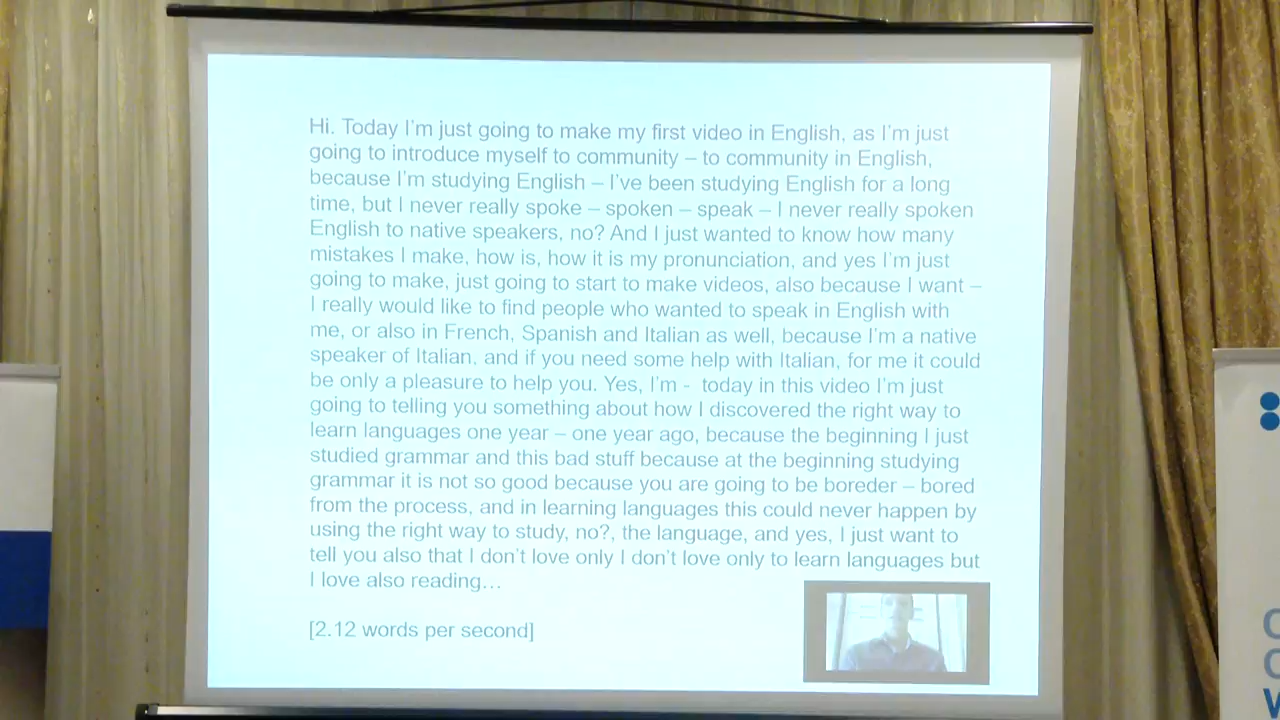 Hi. Today I'm just going to make my first video in English, as I'm just
going to introduce myself to community – to community in English,
because I'm studying English – I've been studying English for a long
time, but I never really spoke – spoken – speak – I never really spoken
English to native speakers, no? And I just wanted to know how many
mistakes I make, how is, how it is my pronunciation, and yes I'm just
going to make, just going to start to make videos, also because I want –
I really would like to find people who wanted to speak in English with
me, or also in French, Spanish and Italian as well, because I'm a native
speaker of Italian, and if you need some help with Italian, for me it could
be only a pleasure to help you. Yes, I'm - today in this video I'm just
going to telling you something about how I discovered the right way to
learn languages one year – one year ago, because the beginning I just
studied grammar and this bad stuff because at the beginning studying
grammar it is not so good because you are going to be boreder – bored
from the process, and in learning languages this could never happen by
using the right way to study, no?, the language, and yes, I just want to
tell you also that I don't love only I don't love only to learn languages but
I love also reading…
[2.12 words per second]